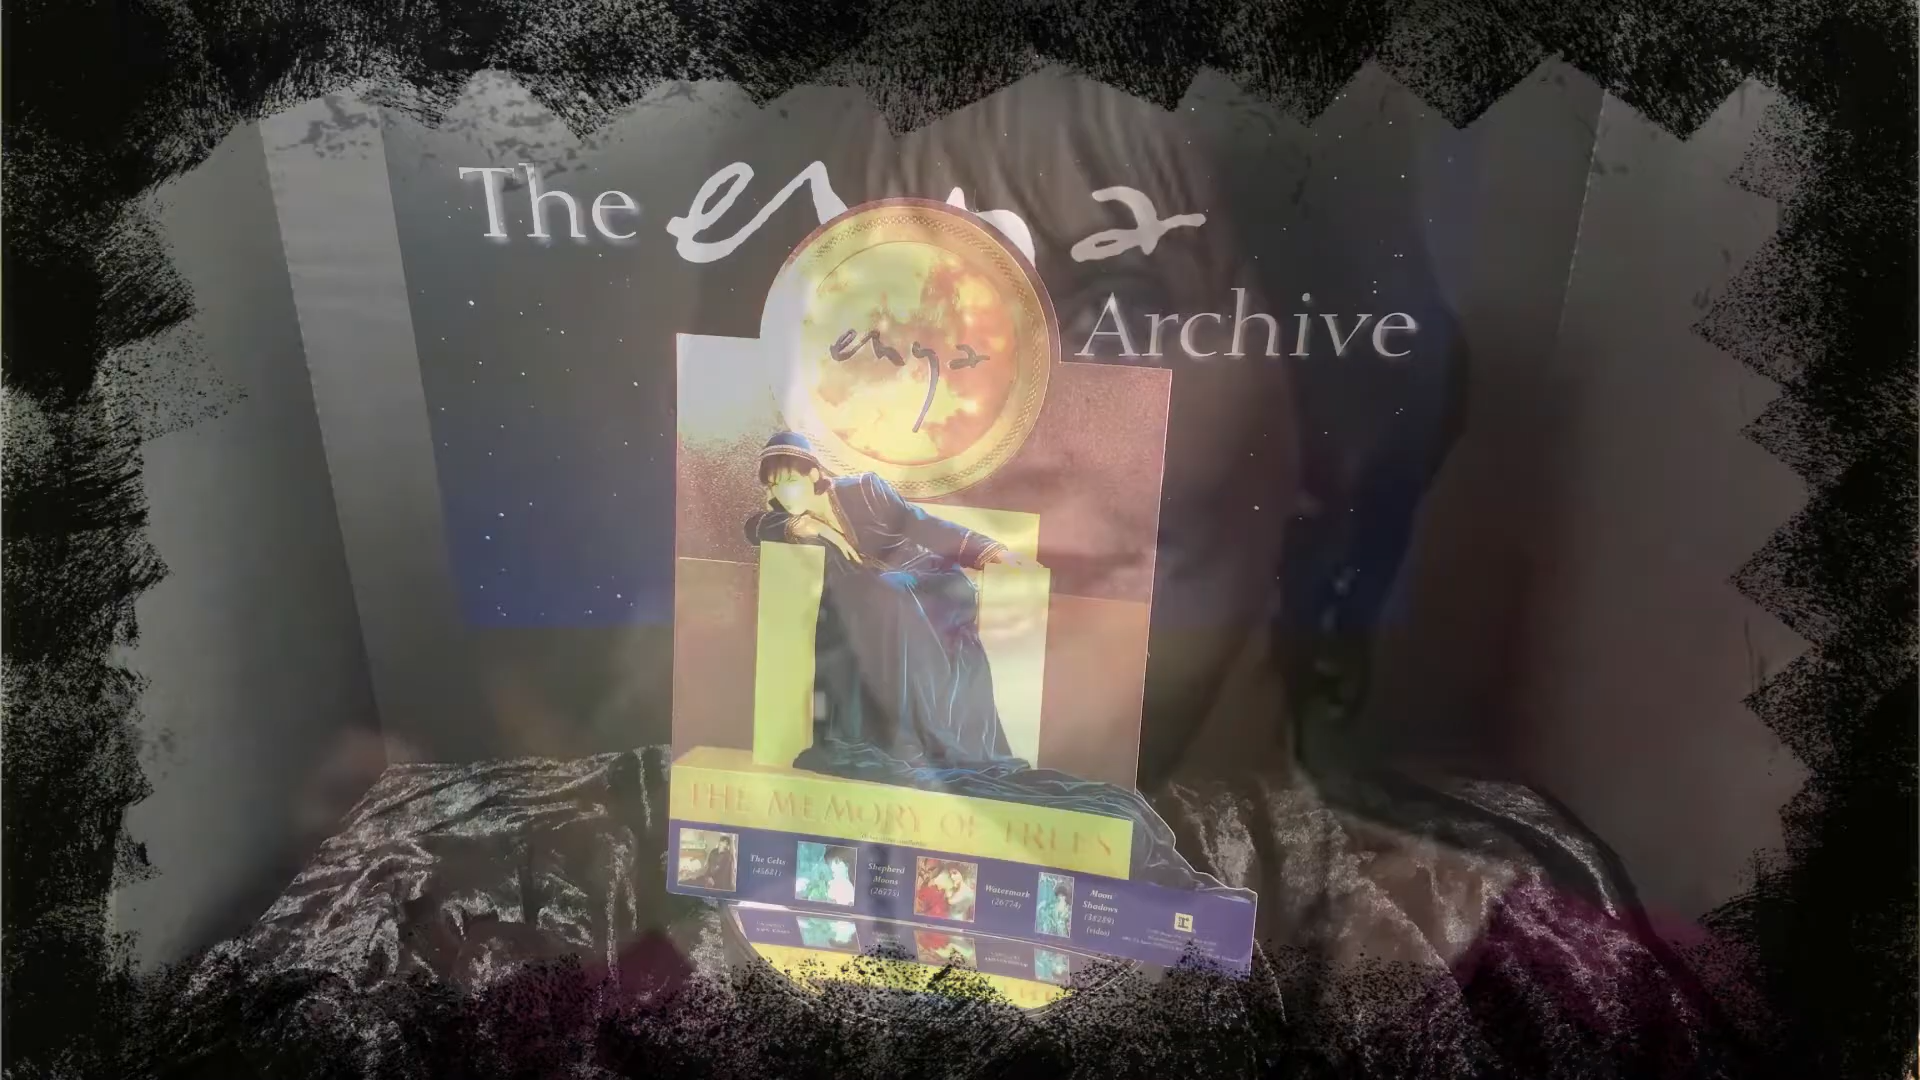 The enya
Archive
enya
THE MEMORY OF TREES
The Celts
(45681)
Shepherd
Moons
(26775)
Watermark
(26774)
Moon
Shadows
(38289)
(video)